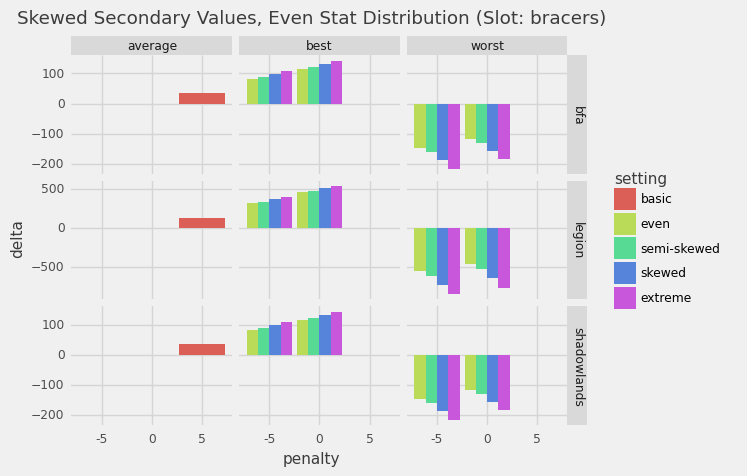 Skewed Secondary Values, Even Stat Distribution (Slot: bracers)
average best worst
100
0
−100
−200
bfa
500
0
−500
legion
100
0
−100
−200
shadowlands
-5 0 5 -5 0 5 -5 0 5
penalty
delta
setting
basic
even
semi-skewed
skewed
extreme